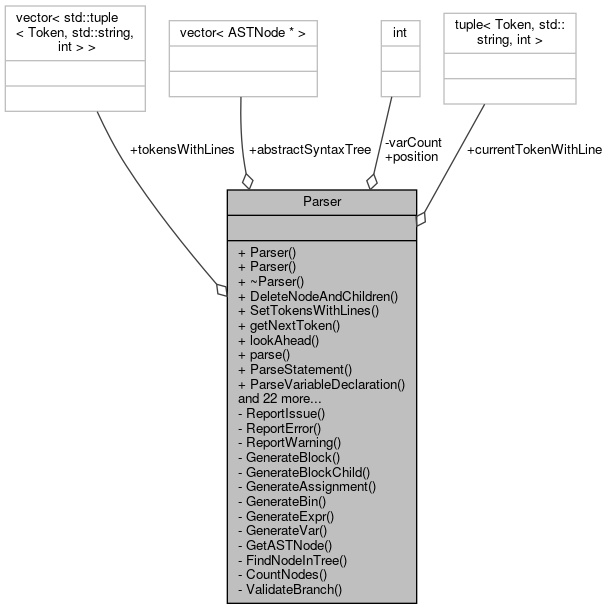 vector< std::tuple
< Token, std::string,
int > >
vector< ASTNode * >
int
tuple< Token, std::
string, int >
+tokensWithLines
+abstractSyntaxTree
-varCount
+position
+currentTokenWithLine
Parser
+ Parser()
+ Parser()
+ ~Parser()
+ DeleteNodeAndChildren()
+ SetTokensWithLines()
+ getNextToken()
+ lookAhead()
+ parse()
+ ParseStatement()
+ ParseVariableDeclaration()
and 22 more...
- ReportIssue()
- ReportError()
- ReportWarning()
- GenerateBlock()
- GenerateBlockChild()
- GenerateAssignment()
- GenerateBin()
- GenerateExpr()
- GenerateVar()
- GetASTNode()
- FindNodeInTree()
- CountNodes()
- ValidateBranch()